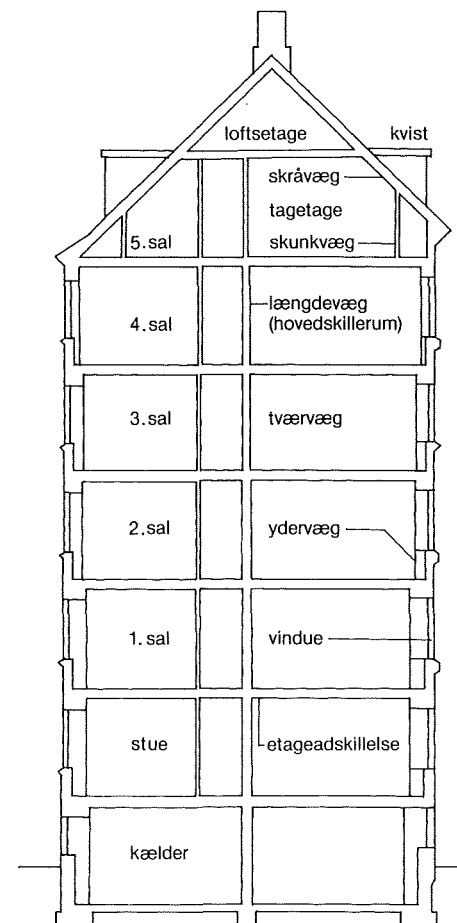 loftsetage
kvist
skråvæg
tagetage
5.sal
skunkvæg
længdevæg
4.sal
(hovedskillerum)
3.sal
tværvæg
2.sal
ydervæg
1.sal
vindue
stue
etageadskillelse
kælder